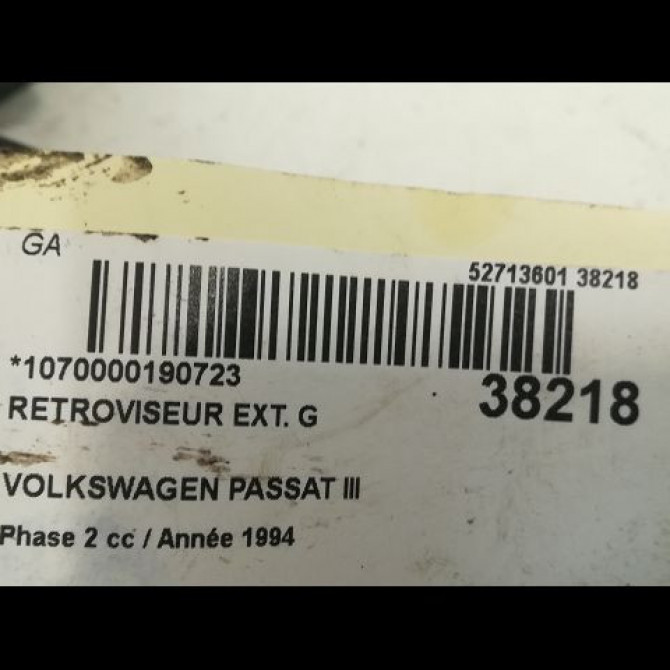 GA
52713601 38218
*1070000190723
38218
RETROVISEUR EXT. G
VOLKSWAGEN PASSAT III
Phase 2 cc / Année 1994